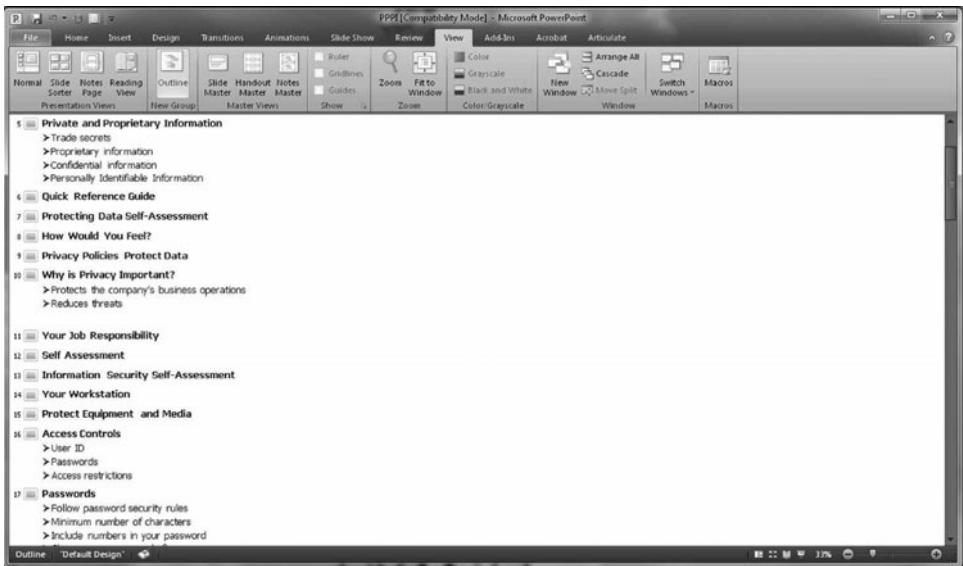 PPPI [Compatibility Mode] - Microsoft PowerPoint
File Home Insert Design Transitions Animations Slide Show Review View Add-Ins Acrobat Articulate
Normal Slide Sorter Notes Page Reading View Outline Slide Master Handout Master Notes Master Ruler Gridlines Guides Zoom Fit to Window Color Grayscale Black and White New Window Arrange All Cascade Move Split Switch Windows Macros
Presentation Views New Group Master Views Show Zoom Color/Grayscale Window Macros
5 Private and Proprietary Information
➢Trade secrets
➢Proprietary information
➢Confidential information
➢Personally Identifiable Information
6 Quick Reference Guide
7 Protecting Data Self-Assessment
8 How Would You Feel?
9 Privacy Policies Protect Data
10 Why is Privacy Important?
➢Protects the company's business operations
➢Reduces threats
11 Your Job Responsibility
12 Self Assessment
13 Information Security Self-Assessment
14 Your Workstation
15 Protect Equipment and Media
16 Access Controls
➢User ID
➢Passwords
➢Access restrictions
17 Passwords
➢Follow password security rules
➢Minimum number of characters
➢Include numbers in your password
Outline "Default Design" 33%